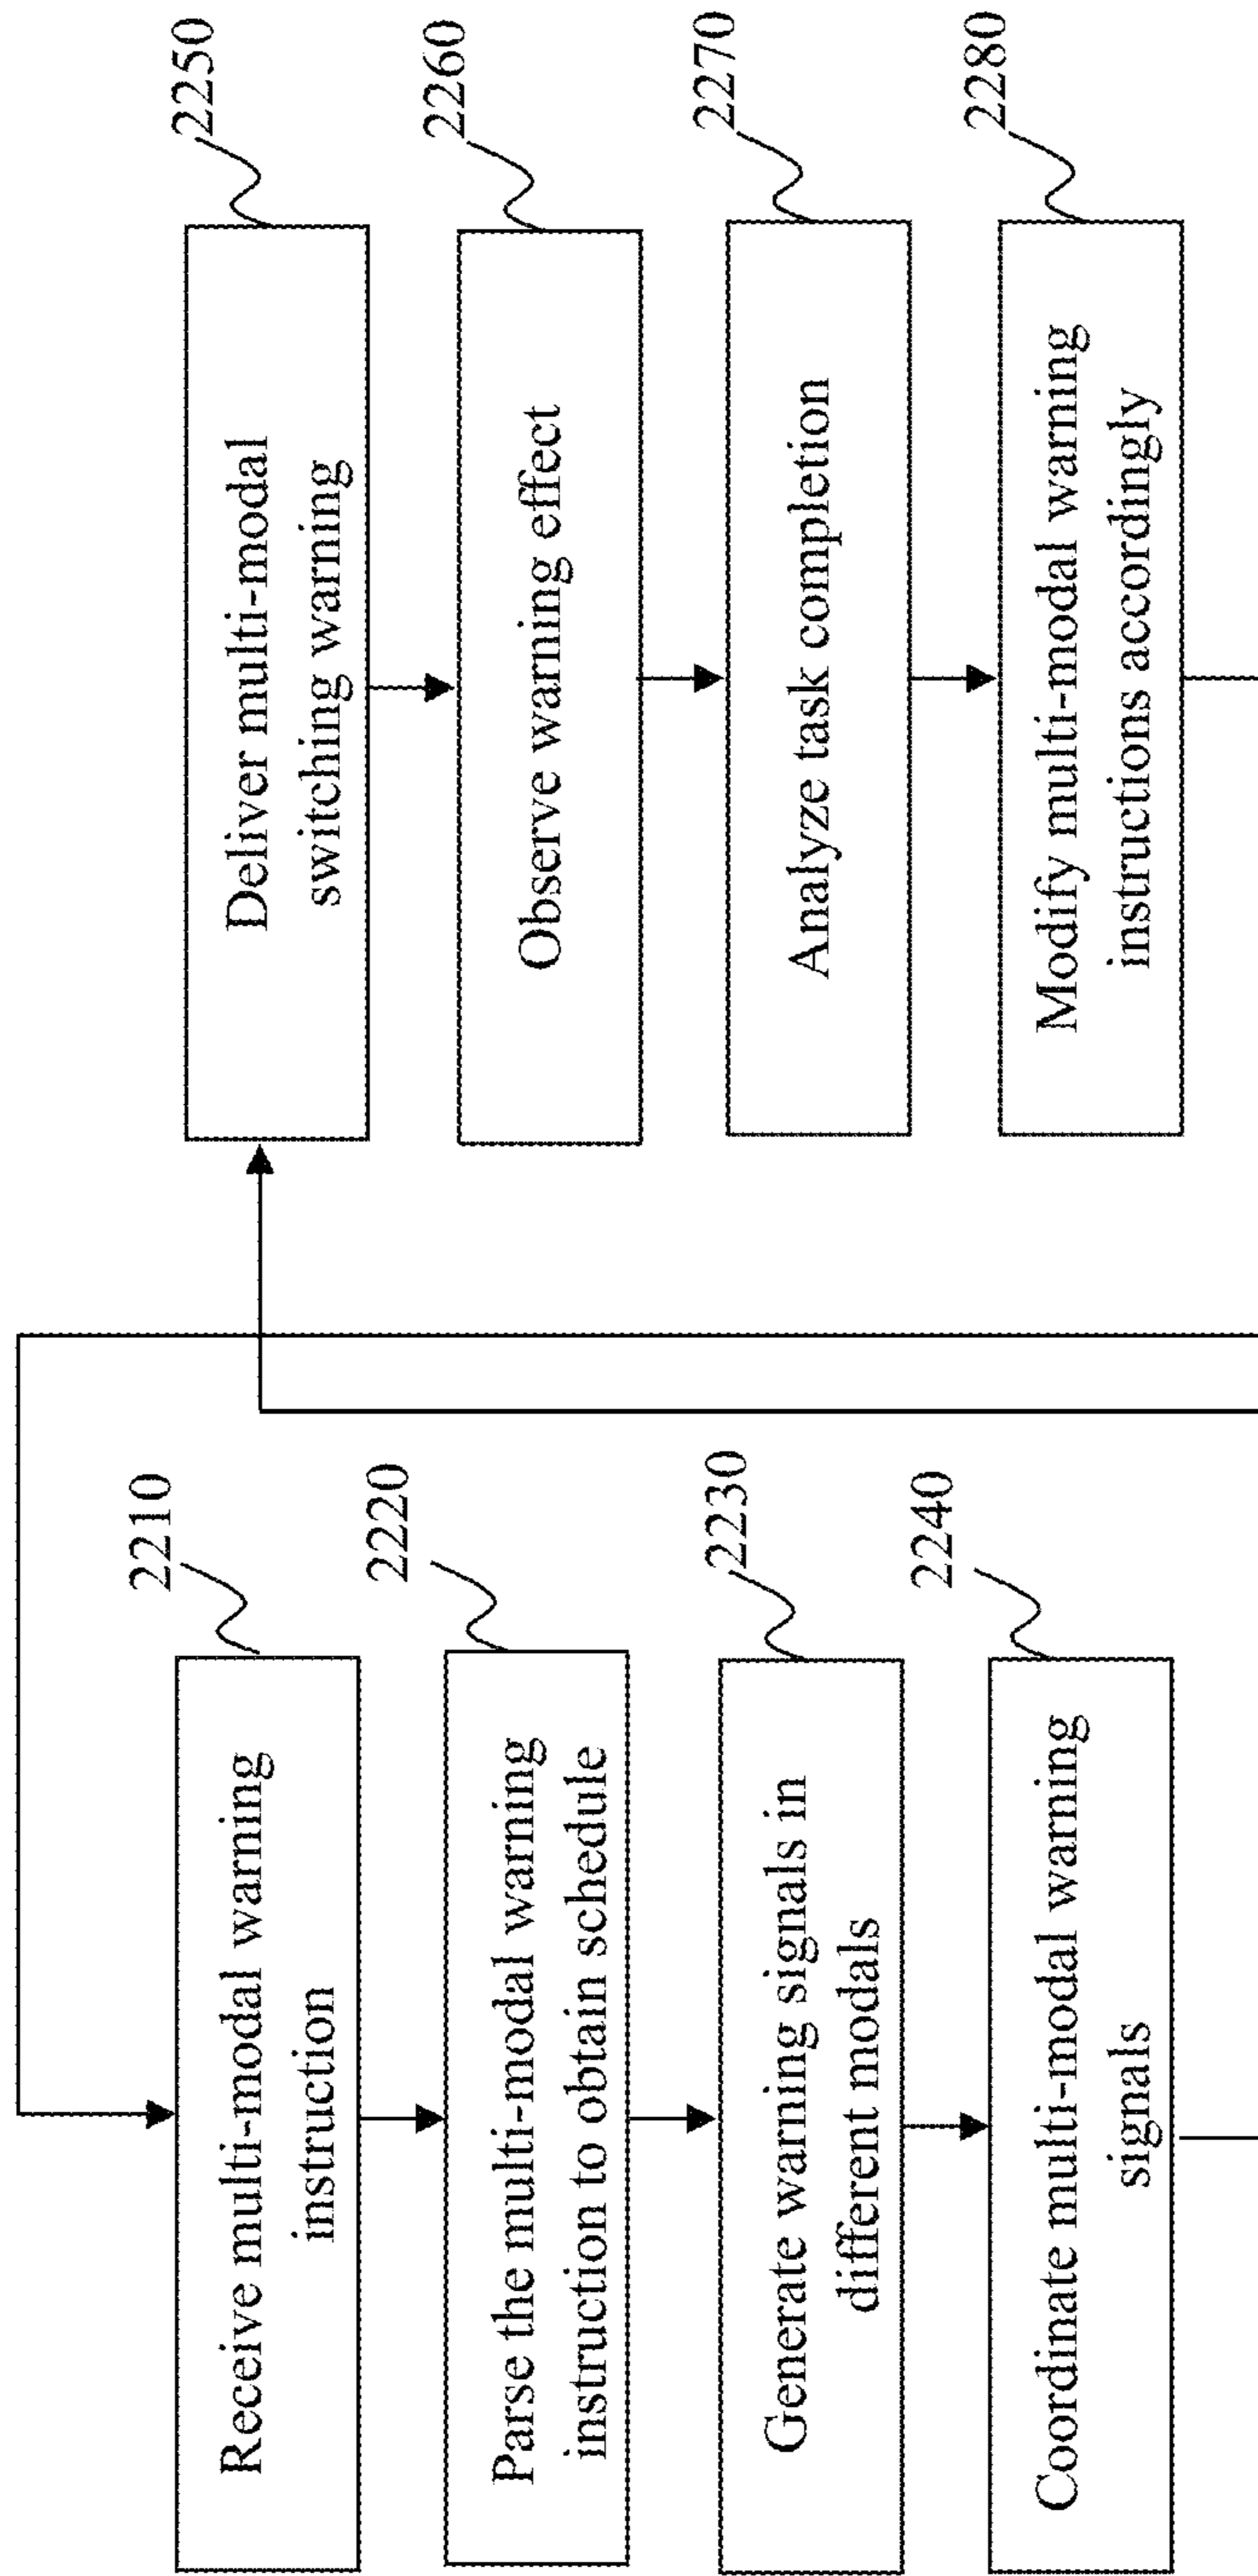 2210
Receive multi-modal warning
instruction
2220
Parse the multi-modal warning
instruction to obtain schedule
2230
Generate warning signals in
different modals
2240
Coordinate multi-modal warning
signals
2250
Deliver multi-modal
switching warning
2260
Observe warning effect
2270
Analyze task completion
2280
Modify multi-modal warning
instructions accordingly